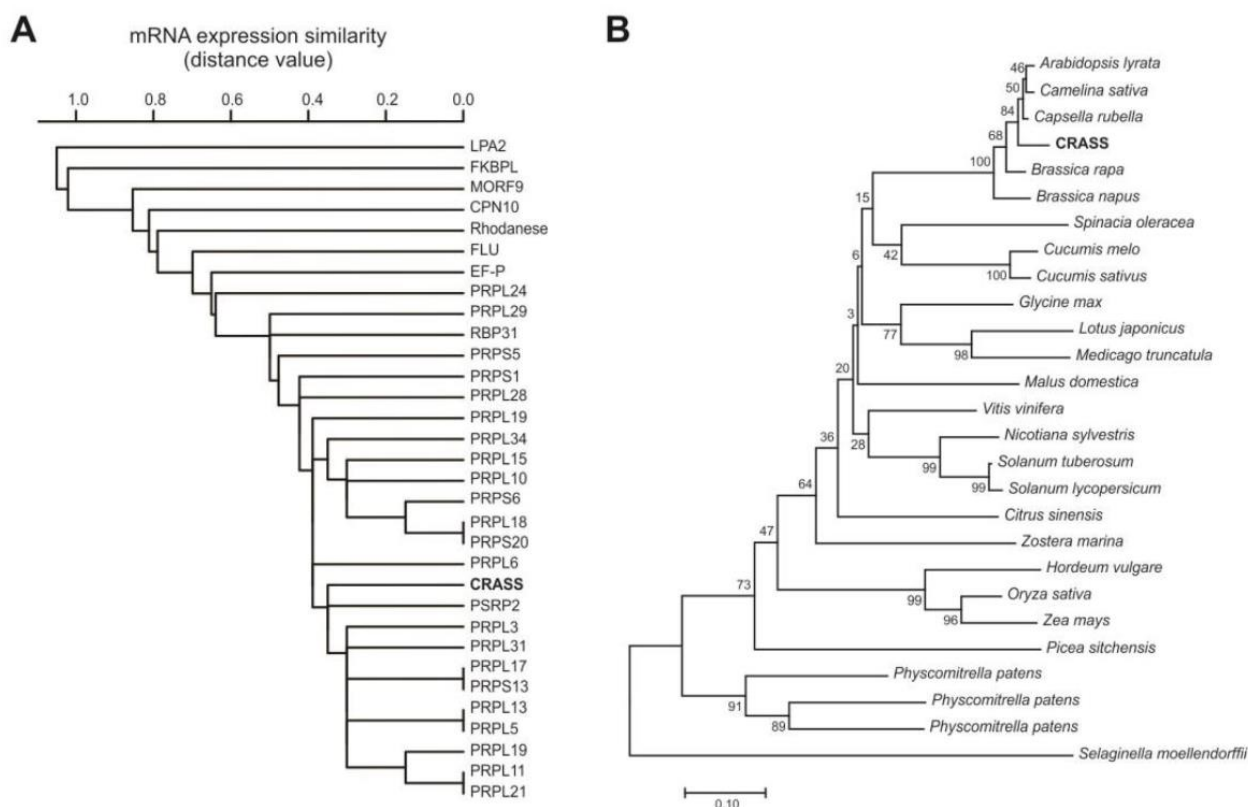 A
mRNA expression similarity
(distance value)
1.0 0.8 0.6 0.4 0.2 0.0
LPA2
FKBPL
MORF9
CPN10
Rhodanese
FLU
EF-P
PRPL24
PRPL29
RBP31
PRPS5
PRPS1
PRPL28
PRPL19
PRPL34
PRPL15
PRPL10
PRPS6
PRPL18
PRPS20
PRPL6
CRASS
PSRP2
PRPL3
PRPL31
PRPL17
PRPS13
PRPL13
PRPL5
PRPL19
PRPL11
PRPL21
B
46 Arabidopsis lyrata
50 Camelina sativa
84 Capsella rubella
68 CRASS
100 Brassica rapa
Brassica napus
15 Spinacia oleracea
42 Cucumis melo
100 Cucumis sativus
6 Glycine max
3 Lotus japonicus
77 98 Medicago truncatula
20 Malus domestica
Vitis vinifera
36 28 Nicotiana sylvestris
99 Solanum tuberosum
64 99 Solanum lycopersicum
Citrus sinensis
47 Zostera marina
73 Hordeum vulgare
99 Oryza sativa
96 Zea mays
Picea sitchensis
Physcomitrella patens
91 Physcomitrella patens
89 Physcomitrella patens
Selaginella moellendorffii
0.10